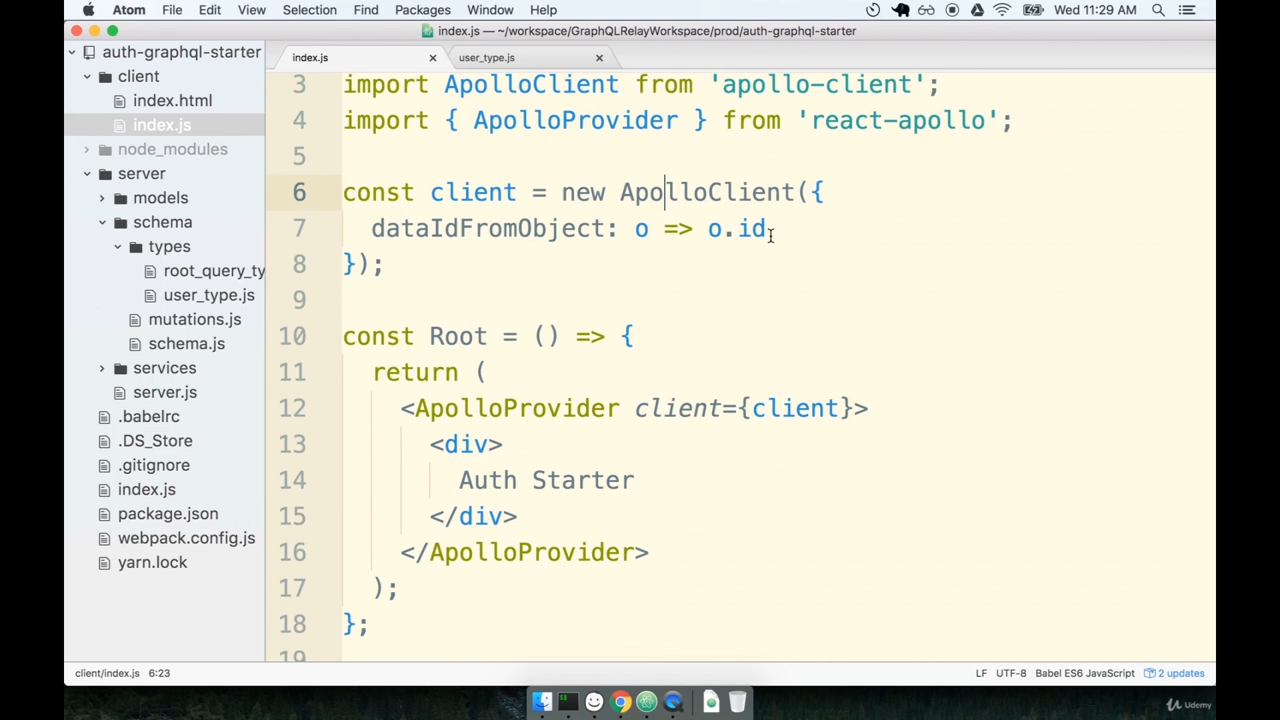 Atom File Edit View Selection Find Packages Window Help Wed 11:29 AM
index.js — ~/workspace/GraphQLRelayWorkspace/prod/auth-graphql-starter
auth-graphql-starter
client
index.html
index.js
node_modules
server
models
schema
types
root_query_ty
user_type.js
mutations.js
schema.js
services
server.js
.babelrc
.DS_Store
.gitignore
index.js
package.json
webpack.config.js
yarn.lock
index.js user_type.js
3 import ApolloClient from 'apollo-client';
4 import { ApolloProvider } from 'react-apollo';
5
6 const client = new ApolloClient({
7 dataIdFromObject: o => o.id
8 });
9
10 const Root = () => {
11 return (
12 <ApolloProvider client={client}>
13 <div>
14 Auth Starter
15 </div>
16 </ApolloProvider>
17 );
18 };
19
client/index.js 6:23 LF UTF-8 Babel ES6 JavaScript 2 updates
Udemy